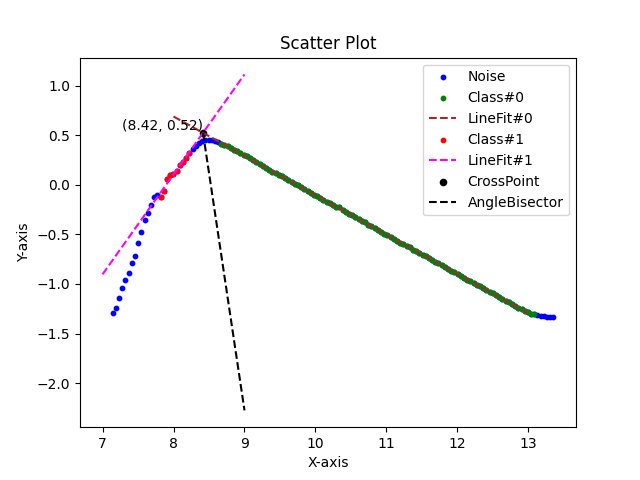 Scatter Plot
Noise
Class#0
LineFit#0
Class#1
LineFit#1
CrossPoint
AngleBisector
(8.42, 0.52)
1.0
0.5
0.0
−0.5
−1.0
−1.5
−2.0
Y-axis
7 8 9 10 11 12 13
X-axis